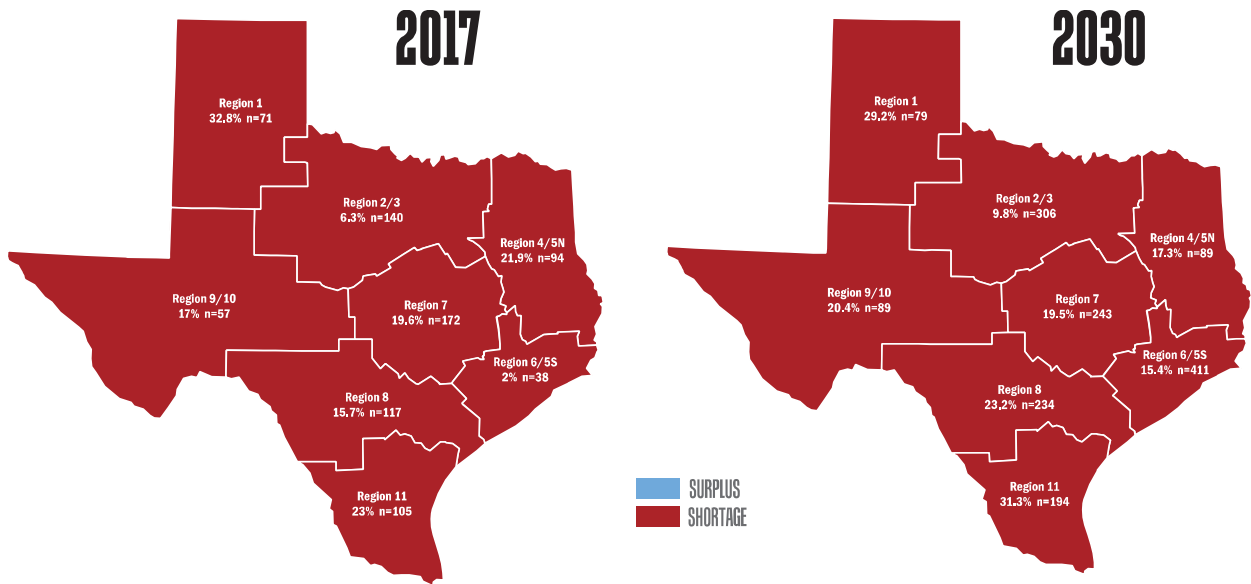 2017
Region 1
32.8% n=71
Region 2/3
6.3% n=140
Region 4/5N
21.9% n=94
Region 9/10
17% n=57
Region 7
19.6% n=172
Region 6/5S
2% n=38
Region 8
15.7% n=117
Region 11
23% n=105
2030
Region 1
29.2% n=79
Region 2/3
9.8% n=306
Region 4/5N
17.3% n=89
Region 9/10
20.4% n=89
Region 7
19.5% n=243
Region 6/5S
15.4% n=411
Region 8
23.2% n=234
Region 11
31.3% n=194
SURPLUS
SHORTAGE